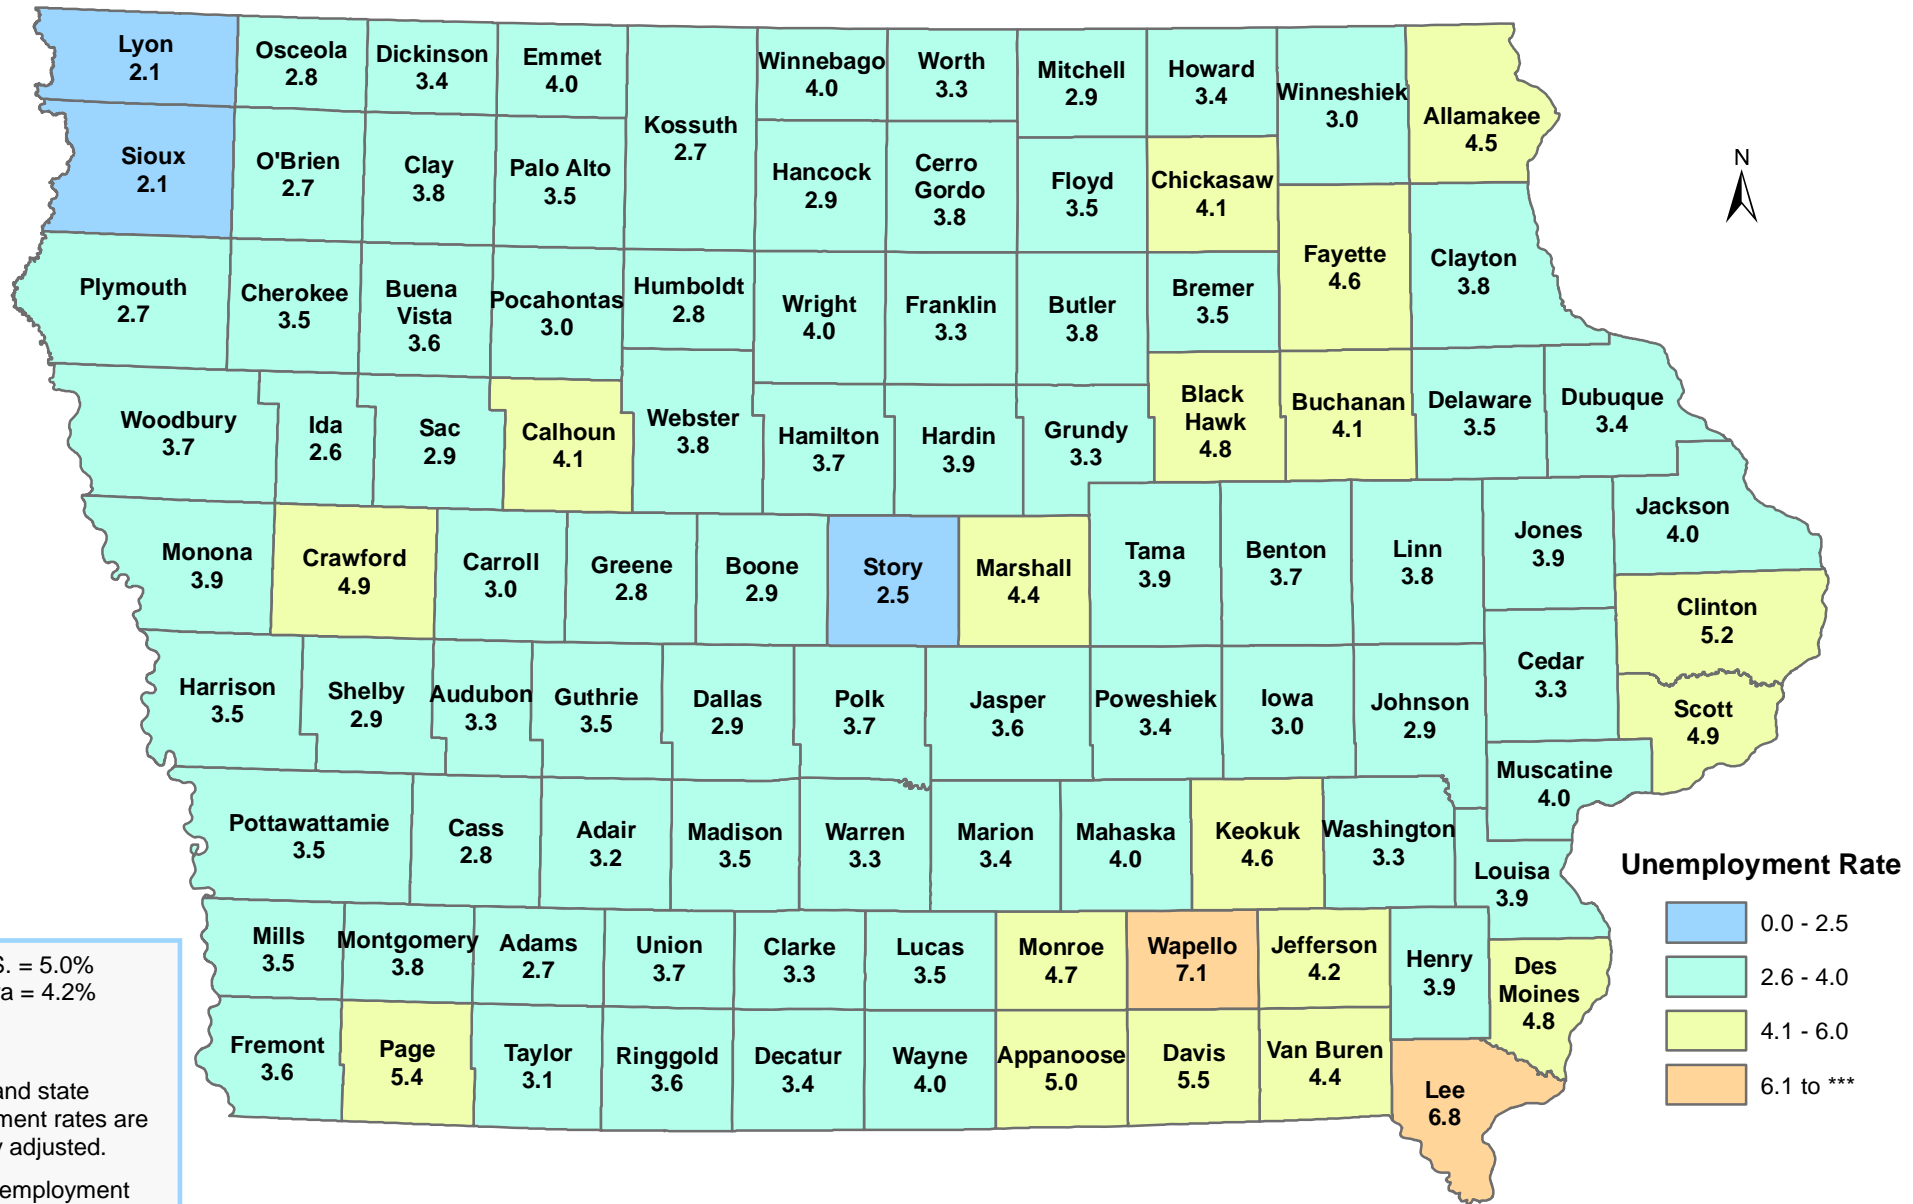 Lyon
2.1
Osceola
2.8
Dickinson
3.4
Emmet
4.0
Kossuth
2.7
Winnebago
4.0
Worth
3.3
Mitchell
2.9
Howard
3.4
Winneshiek
3.0
Allamakee
4.5
N
Sioux
2.1
O'Brien
2.7
Clay
3.8
Palo Alto
3.5
Hancock
2.9
Cerro
Gordo
3.8
Floyd
3.5
Chickasaw
4.1
Fayette
4.6
Clayton
3.8
Plymouth
2.7
Cherokee
3.5
Buena
Vista
3.6
Pocahontas
3.0
Humboldt
2.8
Wright
4.0
Franklin
3.3
Butler
3.8
Bremer
3.5
Woodbury
3.7
Ida
2.6
Sac
2.9
Calhoun
4.1
Webster
3.8
Hamilton
3.7
Hardin
3.9
Grundy
3.3
Black
Hawk
4.8
Buchanan
4.1
Delaware
3.5
Dubuque
3.4
Monona
3.9
Crawford
4.9
Carroll
3.0
Greene
2.8
Boone
2.9
Story
2.5
Marshall
4.4
Tama
3.9
Benton
3.7
Linn
3.8
Jones
3.9
Jackson
4.0
Clinton
5.2
Harrison
3.5
Shelby
2.9
Audubon
3.3
Guthrie
3.5
Dallas
2.9
Polk
3.7
Jasper
3.6
Poweshiek
3.4
Iowa
3.0
Johnson
2.9
Cedar
3.3
Scott
4.9
Muscatine
4.0
Pottawattamie
3.5
Cass
2.8
Adair
3.2
Madison
3.5
Warren
3.3
Marion
3.4
Mahaska
4.0
Keokuk
4.6
Washington
3.3
Louisa
3.9
Mills
3.5
Montgomery
3.8
Adams
2.7
Union
3.7
Clarke
3.3
Lucas
3.5
Monroe
4.7
Wapello
7.1
Jefferson
4.2
Henry
3.9
Des
Moines
4.8
Fremont
3.6
Page
5.4
Taylor
3.1
Ringgold
3.6
Decatur
3.4
Wayne
4.0
Appanoose
5.0
Davis
5.5
Van Buren
4.4
Lee
6.8
Unemployment Rate
0.0 - 2.5
2.6 - 4.0
4.1 - 6.0
6.1 to ***
S. = 5.0%
= 4.2%
and state
ment rates are
y adjusted.
employment